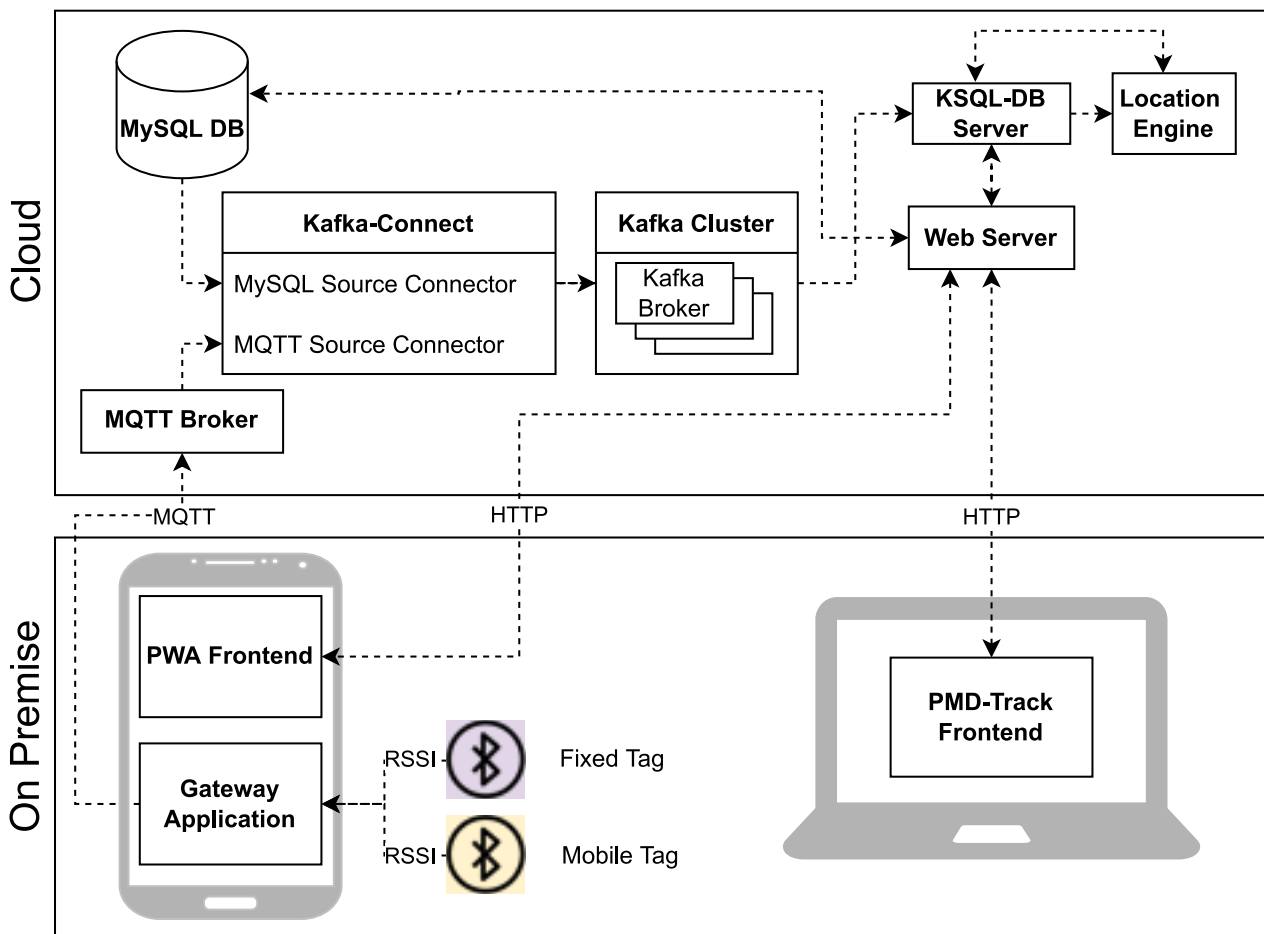 Cloud
MySQL DB
KSQL-DB
Server
Location
Engine
Kafka-Connect
MySQL Source Connector
MQTT Source Connector
Kafka Cluster
Kafka
Broker
Web Server
MQTT Broker
MQTT
HTTP
HTTP
On Premise
PWA Frontend
Gateway
Application
RSSI
Fixed Tag
RSSI
Mobile Tag
PMD-Track
Frontend